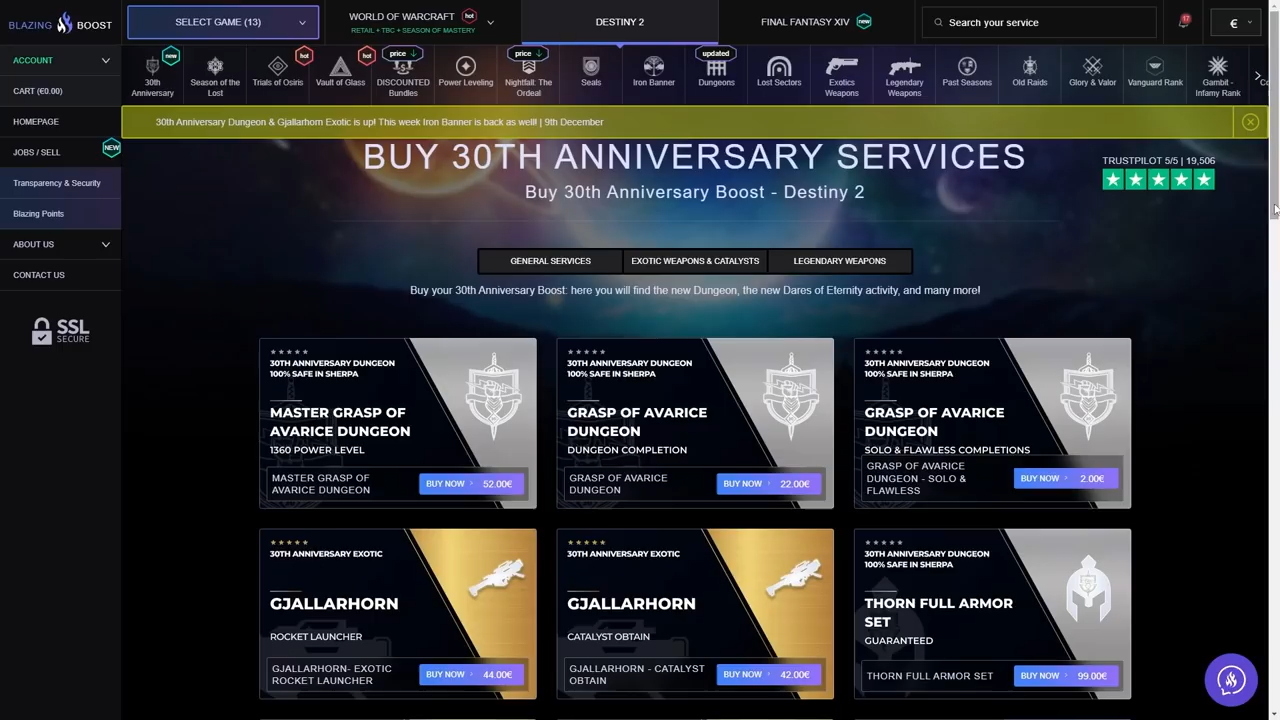 BLAZING BOOST
SELECT GAME (13)
WORLD OF WARCRAFT hot
RETAIL + TBC + SEASON OF MASTERY
DESTINY 2
FINAL FANTASY XIV new
Search your service
17
€
ACCOUNT
CART (€0.00)
HOMEPAGE
JOBS / SELL NEW
Transparency & Security
Blazing Points
ABOUT US
CONTACT US
SSL
SECURE
new
hot
hot
price ↓
price ↓
updated
30th
Anniversary
Season of the
Lost
Trials of Osiris
Vault of Glass
DISCOUNTED
Bundles
Power Leveling
Nightfall: The
Ordeal
Seals
Iron Banner
Dungeons
Lost Sectors
Exotics
Weapons
Legendary
Weapons
Past Seasons
Old Raids
Glory & Valor
Vanguard Rank
Gambit -
Infamy Rank
30th Anniversary Dungeon & Gjallarhorn Exotic is up! This week Iron Banner is back as well! | 9th December
BUY 30TH ANNIVERSARY SERVICES
Buy 30th Anniversary Boost - Destiny 2
TRUSTPILOT 5/5 | 19,506
GENERAL SERVICES
EXOTIC WEAPONS & CATALYSTS
LEGENDARY WEAPONS
Buy your 30th Anniversary Boost: here you will find the new Dungeon, the new Dares of Eternity activity, and many more!
30TH ANNIVERSARY DUNGEON
100% SAFE IN SHERPA
MASTER GRASP OF
AVARICE DUNGEON
1360 POWER LEVEL
MASTER GRASP OF
AVARICE DUNGEON
BUY NOW 52.00€
30TH ANNIVERSARY DUNGEON
100% SAFE IN SHERPA
GRASP OF AVARICE
DUNGEON
DUNGEON COMPLETION
GRASP OF AVARICE
DUNGEON
BUY NOW 22.00€
30TH ANNIVERSARY DUNGEON
100% SAFE IN SHERPA
GRASP OF AVARICE
DUNGEON
SOLO & FLAWLESS COMPLETIONS
GRASP OF AVARICE
DUNGEON - SOLO &
FLAWLESS
BUY NOW 2.00€
30TH ANNIVERSARY EXOTIC
GJALLARHORN
ROCKET LAUNCHER
GJALLARHORN- EXOTIC
ROCKET LAUNCHER
BUY NOW 44.00€
30TH ANNIVERSARY EXOTIC
GJALLARHORN
CATALYST OBTAIN
GJALLARHORN - CATALYST
OBTAIN
BUY NOW 42.00€
30TH ANNIVERSARY DUNGEON
100% SAFE IN SHERPA
THORN FULL ARMOR
SET
GUARANTEED
THORN FULL ARMOR SET
BUY NOW 99.00€